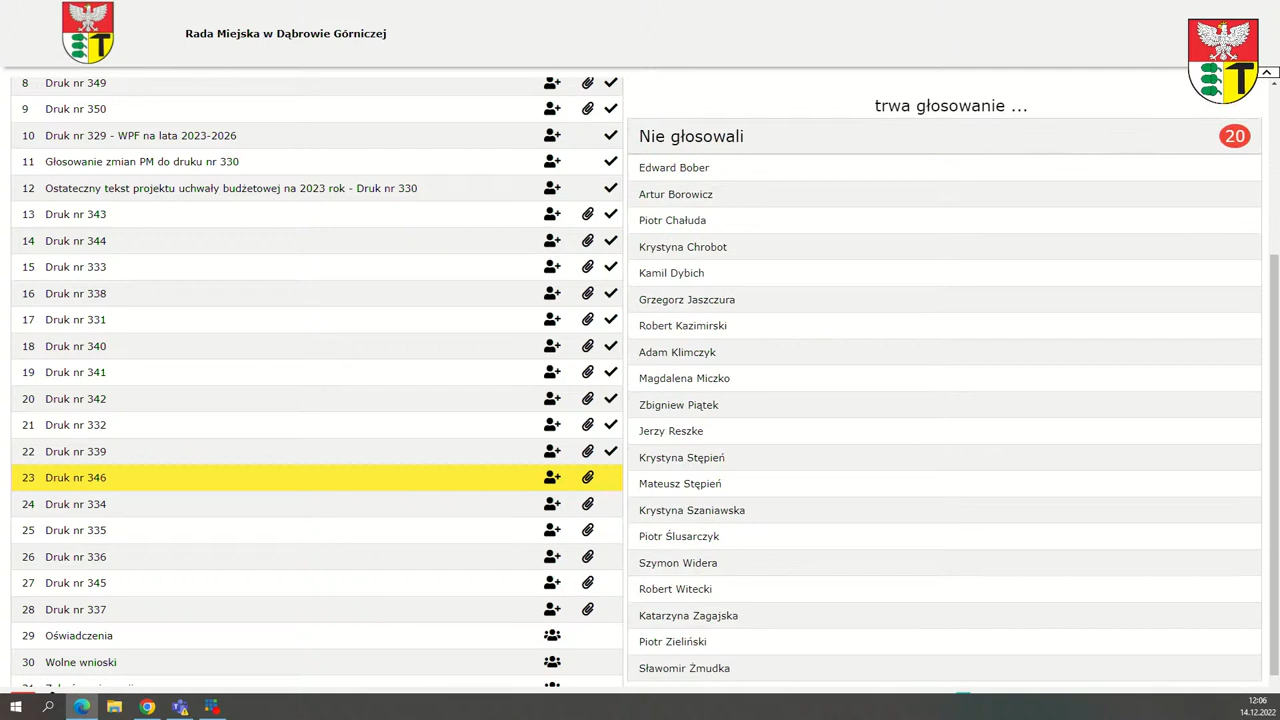 Rada Miejska w Dąbrowie Górniczej
8 Druk nr 349
9 Druk nr 350
10 Druk nr 329 - WPF na lata 2023-2026
11 Głosowanie zmian PM do druku nr 330
12 Ostateczny tekst projektu uchwały budżetowej na 2023 rok - Druk nr 330
13 Druk nr 343
14 Druk nr 344
15 Druk nr 333
16 Druk nr 338
17 Druk nr 331
18 Druk nr 340
19 Druk nr 341
20 Druk nr 342
21 Druk nr 332
22 Druk nr 339
23 Druk nr 346
24 Druk nr 334
25 Druk nr 335
26 Druk nr 336
27 Druk nr 345
28 Druk nr 337
29 Oświadczenia
30 Wolne wnioski
trwa głosowanie ...
Nie głosowali 20
Edward Bober
Artur Borowicz
Piotr Chałuda
Krystyna Chrobot
Kamil Dybich
Grzegorz Jaszczura
Robert Kazimirski
Adam Klimczyk
Magdalena Miczko
Zbigniew Piątek
Jerzy Reszke
Krystyna Stępień
Mateusz Stępień
Krystyna Szaniawska
Piotr Ślusarczyk
Szymon Widera
Robert Witecki
Katarzyna Zagajska
Piotr Zieliński
Sławomir Żmudka
12:06
14.12.2022